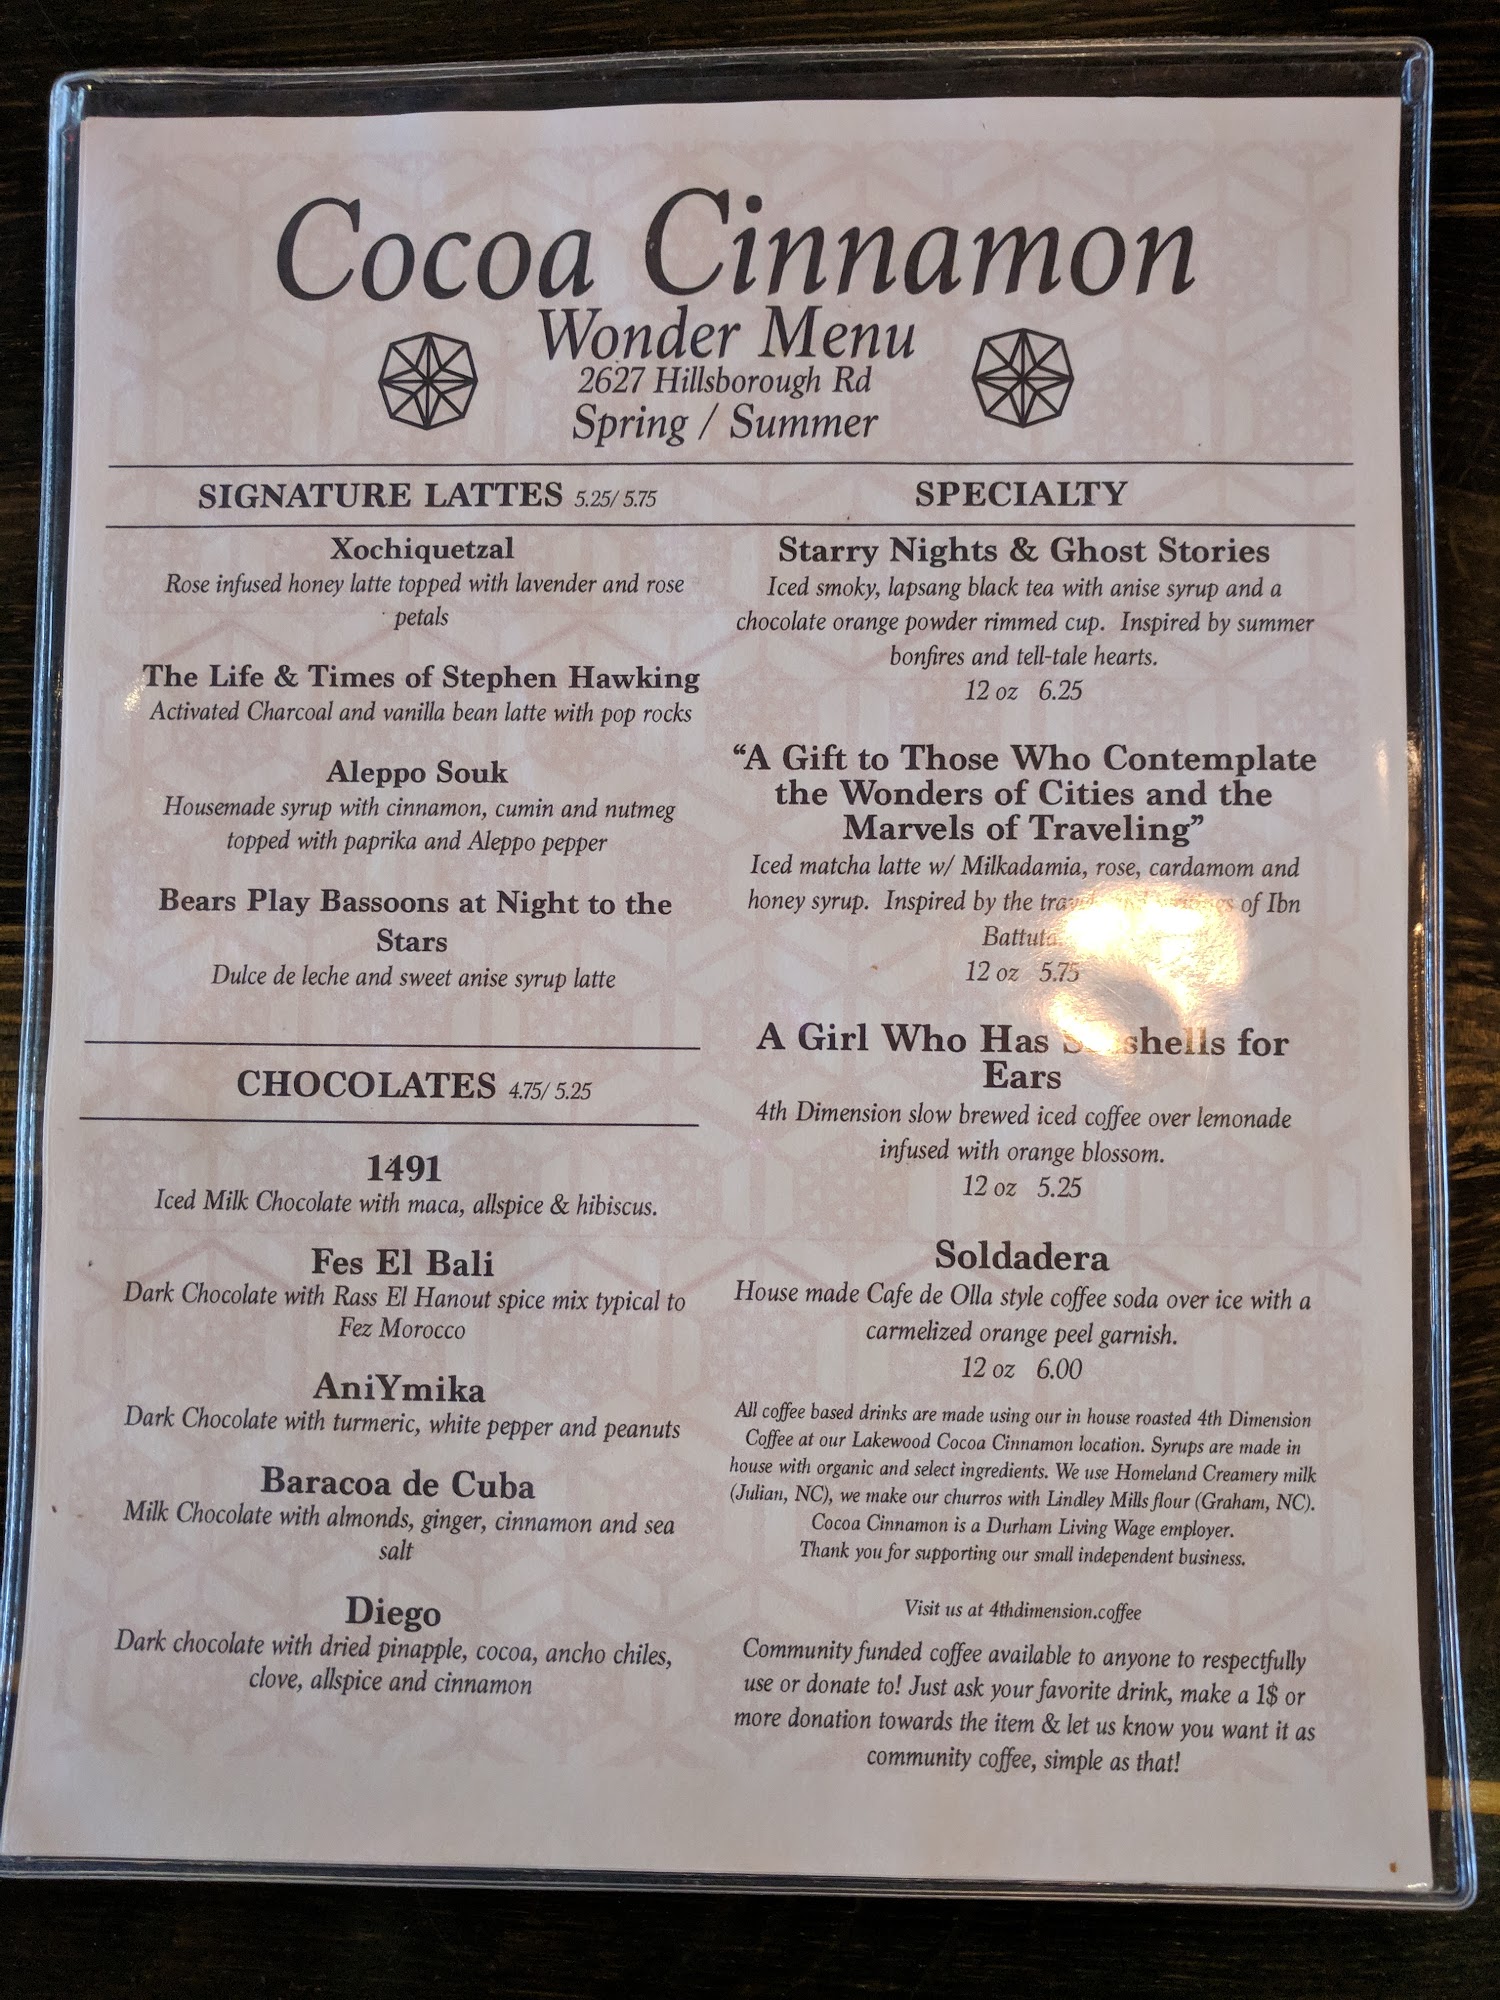 Cocoa Cinnamon
Wonder Menu
2627 Hillsborough Rd
Spring / Summer
SIGNATURE LATTES 5.25/ 5.75
Xochiquetzal
Rose infused honey latte topped with lavender and rose
petals
The Life & Times of Stephen Hawking
Activated Charcoal and vanilla bean latte with pop rocks
Aleppo Souk
Housemade syrup with cinnamon, cumin and nutmeg
topped with paprika and Aleppo pepper
Bears Play Bassoons at Night to the
Stars
Dulce de leche and sweet anise syrup latte
CHOCOLATES 4.75/ 5.25
1491
Iced Milk Chocolate with maca, allspice & hibiscus.
Fes El Bali
Dark Chocolate with Rass El Hanout spice mix typical to
Fez Morocco
AniYmika
Dark Chocolate with turmeric, white pepper and peanuts
Baracoa de Cuba
Milk Chocolate with almonds, ginger, cinnamon and sea
salt
Diego
Dark chocolate with dried pinapple, cocoa, ancho chiles,
clove, allspice and cinnamon
SPECIALTY
Starry Nights & Ghost Stories
Iced smoky, lapsang black tea with anise syrup and a
chocolate orange powder rimmed cup. Inspired by summer
bonfires and tell-tale hearts.
12 oz 6.25
“A Gift to Those Who Contemplate
the Wonders of Cities and the
Marvels of Traveling”
Iced matcha latte w/ Milkadamia, rose, cardamom and
honey syrup. Inspired by the of Ibn
Battuta.
12 oz 5.75
A Girl Who Has Seashells for
Ears
4th Dimension slow brewed iced coffee over lemonade
infused with orange blossom.
12 oz 5.25
Soldadera
House made Cafe de Olla style coffee soda over ice with a
carmelized orange peel garnish.
12 oz 6.00
All coffee based drinks are made using our in house roasted 4th Dimension
Coffee at our Lakewood Cocoa Cinnamon location. Syrups are made in
house with organic and select ingredients. We use Homeland Creamery milk
(Julian, NC), we make our churros with Lindley Mills flour (Graham, NC).
Cocoa Cinnamon is a Durham Living Wage employer.
Thank you for supporting our small independent business.
Visit us at 4thdimension.coffee
Community funded coffee available to anyone to respectfully
use or donate to! Just ask your favorite drink, make a 1$ or
more donation towards the item & let us know you want it as
community coffee, simple as that!